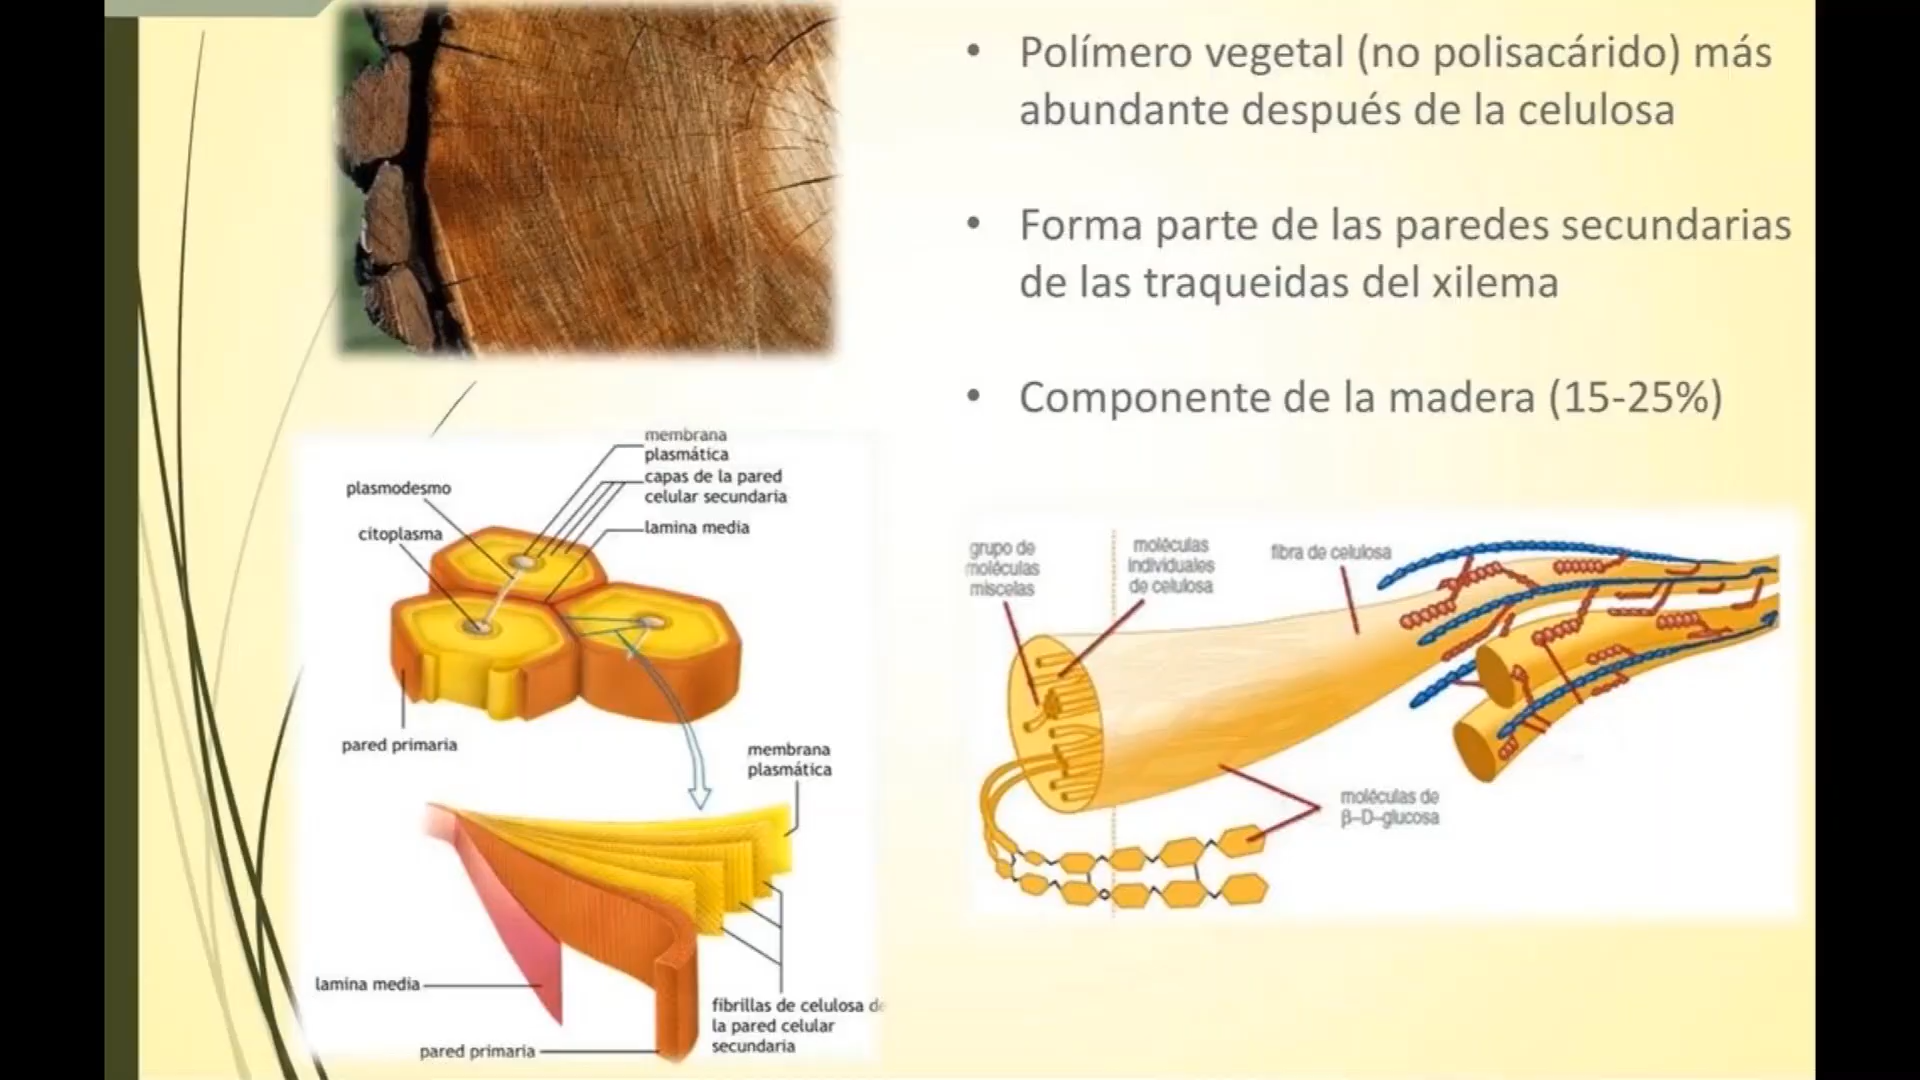 • Polímero vegetal (no polisacárido) más
abundante después de la celulosa
• Forma parte de las paredes secundarias
de las traqueidas del xilema
• Componente de la madera (15-25%)
membrana
plasmática
capas de la pared
celular secundaria
lamina media
plasmodesmo
citoplasma
pared primaria
membrana
plasmática
lamina media
fibrillas de celulosa de
la pared celular
secundaria
pared primaria
grupo de
moléculas
miscelas
moléculas
individuales
de celulosa
fibra de celulosa
moléculas de
β–D–glucosa